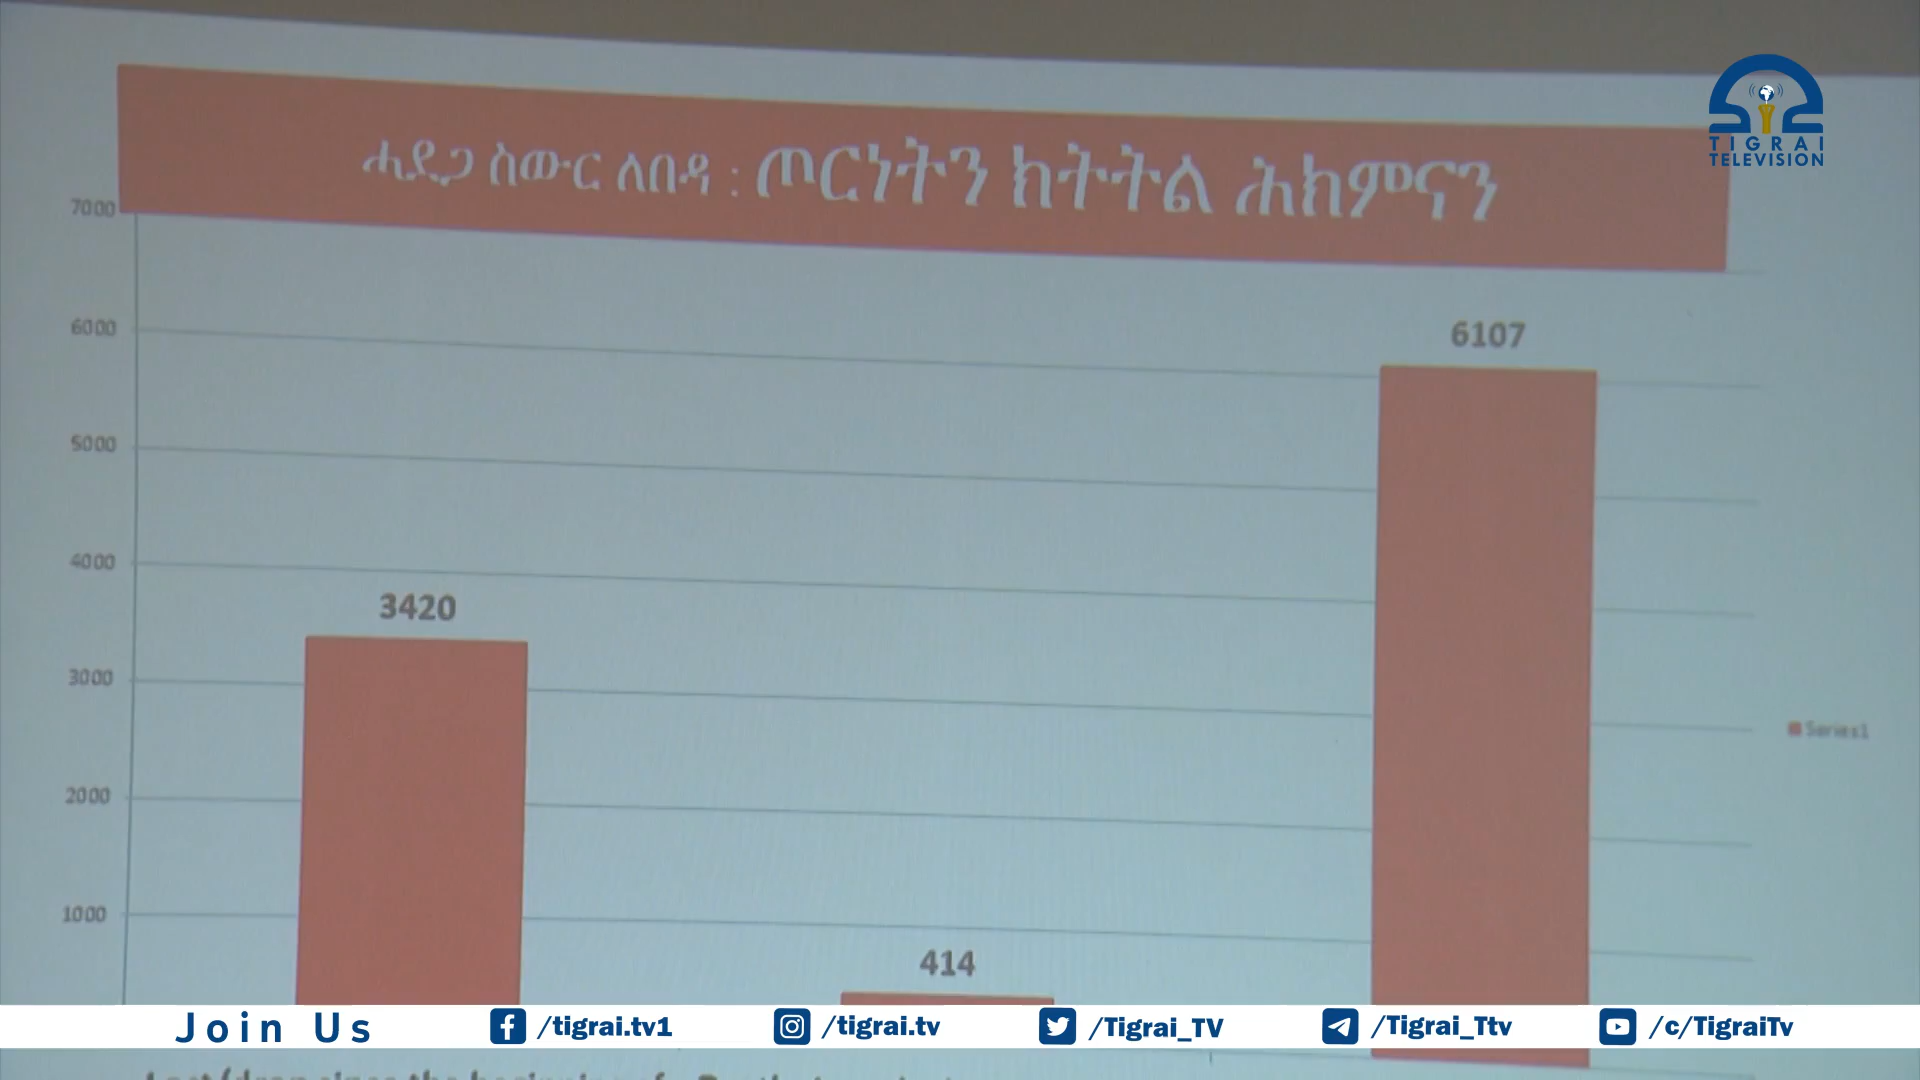 TIGRAI
TELEVISION
ሓደጋ ስውር ለበዳ : ጦርነትን ክትትል ሕክምናን
7000
6000
5000
4000
3000
2000
1000
3420
414
6107
Series1
Join Us
/tigrai.tv1
/tigrai.tv
/Tigrai_TV
/Tigrai_Ttv
/c/TigraiTv